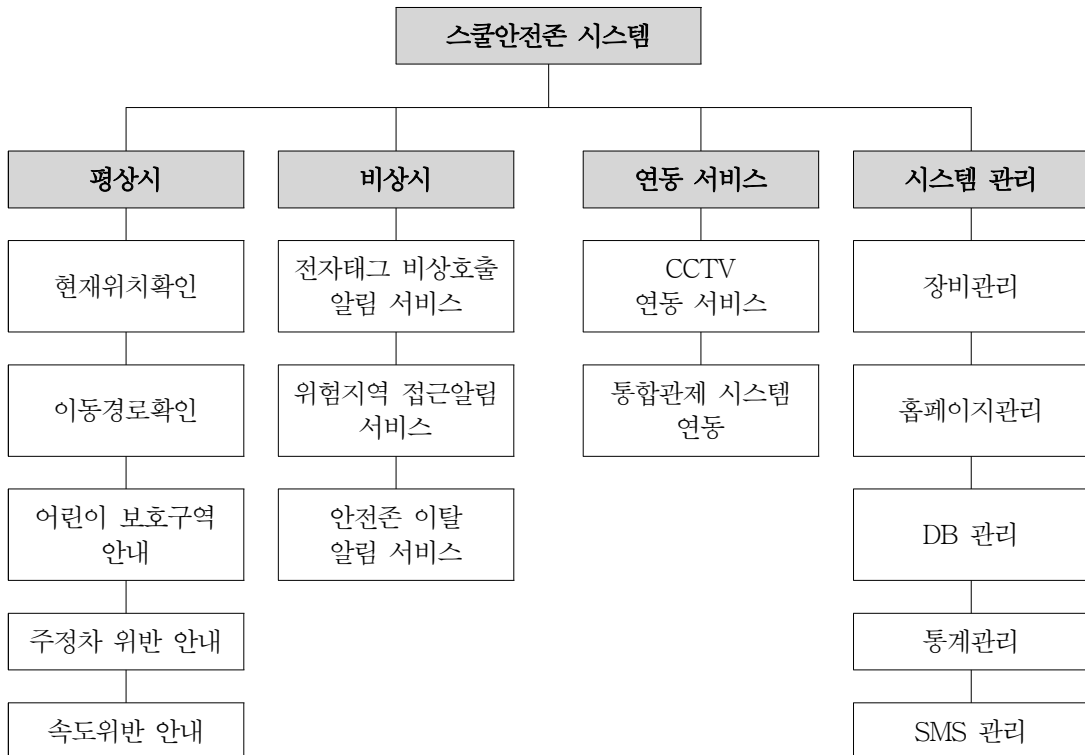 스쿨안전존 시스템
평상시
현재위치확인
이동경로확인
어린이 보호구역
안내
주정차 위반 안내
속도위반 안내
비상시
전자태그 비상호출
알림 서비스
위험지역 접근알림
서비스
안전존 이탈
알림 서비스
연동 서비스
CCTV
연동 서비스
통합관제 시스템
연동
시스템 관리
장비관리
홈페이지관리
DB 관리
통계관리
SMS 관리